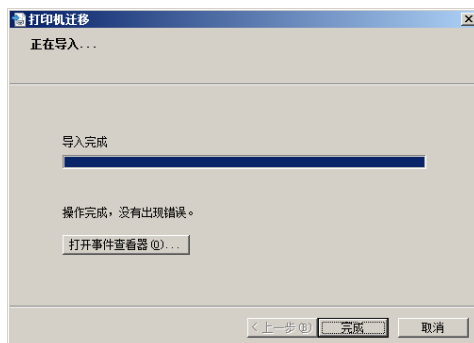 打印机迁移
正在导入...
导入完成
操作完成，没有出现错误。
打开事件查看器(O)...
<上一步(B)
完成
取消